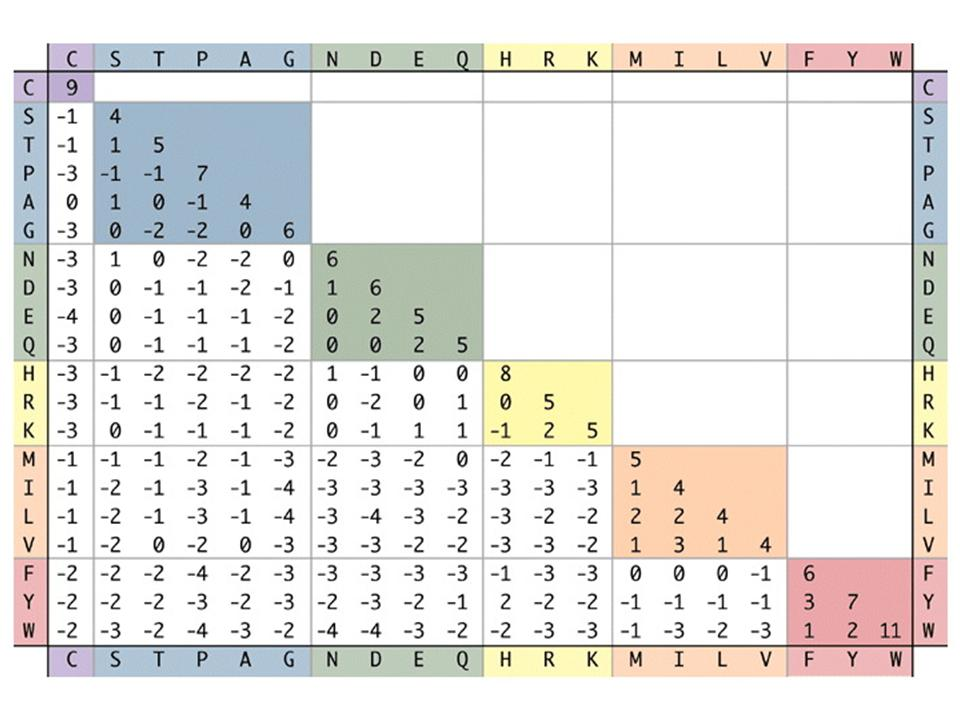 C S T P A G N D E Q H R K M I L V F Y W
C 9 C
S -1 4 S
T -1 1 5 T
P -3 -1 -1 7 P
A 0 1 0 -1 4 A
G -3 0 -2 -2 0 6 G
N -3 1 0 -2 -2 0 6 N
D -3 0 -1 -1 -2 -1 1 6 D
E -4 0 -1 -1 -1 -2 0 2 5 E
Q -3 0 -1 -1 -1 -2 0 0 2 5 Q
H -3 -1 -2 -2 -2 -2 1 -1 0 0 8 H
R -3 -1 -1 -2 -1 -2 0 -2 0 1 0 5 R
K -3 0 -1 -1 -1 -2 0 -1 1 1 -1 2 5 K
M -1 -1 -1 -2 -1 -3 -2 -3 -2 0 -2 -1 -1 5 M
I -1 -2 -1 -3 -1 -4 -3 -3 -3 -3 -3 -3 -3 1 4 I
L -1 -2 -1 -3 -1 -4 -3 -4 -3 -2 -3 -2 -2 2 2 4 L
V -1 -2 0 -2 0 -3 -3 -3 -2 -2 -3 -3 -2 1 3 1 4 V
F -2 -2 -2 -4 -2 -3 -3 -3 -3 -3 -1 -3 -3 0 0 0 -1 6 F
Y -2 -2 -2 -3 -2 -3 -2 -3 -2 -1 2 -2 -2 -1 -1 -1 -1 3 7 Y
W -2 -3 -2 -4 -3 -2 -4 -4 -3 -2 -2 -3 -3 -1 -3 -2 -3 1 2 11 W
C S T P A G N D E Q H R K M I L V F Y W